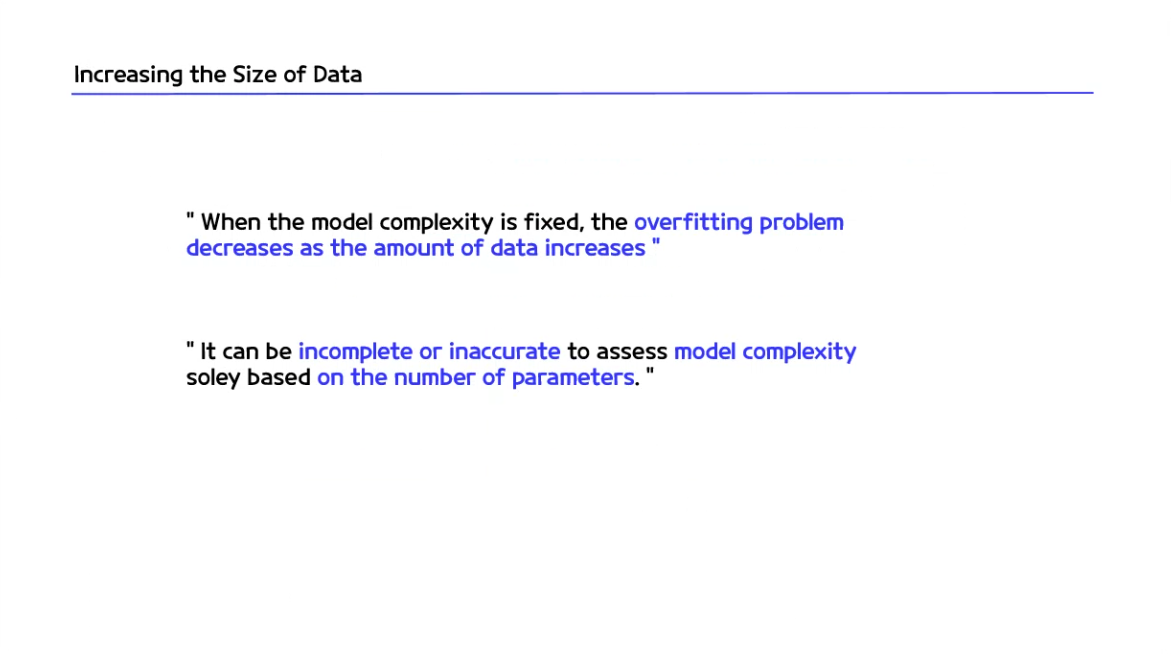 Increasing the Size of Data
" When the model complexity is fixed, the overfitting problem
decreases as the amount of data increases "
" It can be incomplete or inaccurate to assess model complexity
soley based on the number of parameters. "